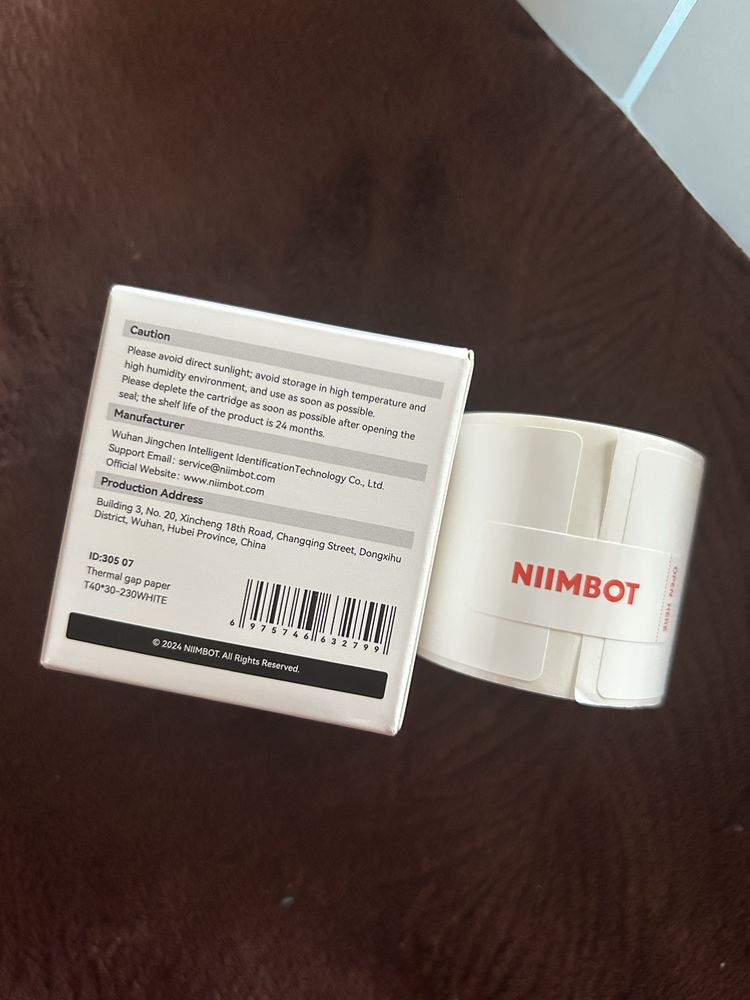 Caution
Please avoid direct sunlight; avoid storage in high temperature and
high humidity environment, and use as soon as possible.
Please deplete the cartridge as soon as possible after opening the
seal; the shelf life of the product is 24 months.
Manufacturer
Wuhan Jingchen Intelligent IdentificationTechnology Co., Ltd.
Support Email: service@niimbot.com
Official Website: www.niimbot.com
Production Address
Building 3, No. 20, Xincheng 18th Road, Changqing Street, Dongxihu
District, Wuhan, Hubei Province, China
ID:305 07
Thermal gap paper
T40*30-230WHITE
6 975746 632799
© 2024 NIIMBOT. All Rights Reserved.
NIIMBOT
OPEN HERE